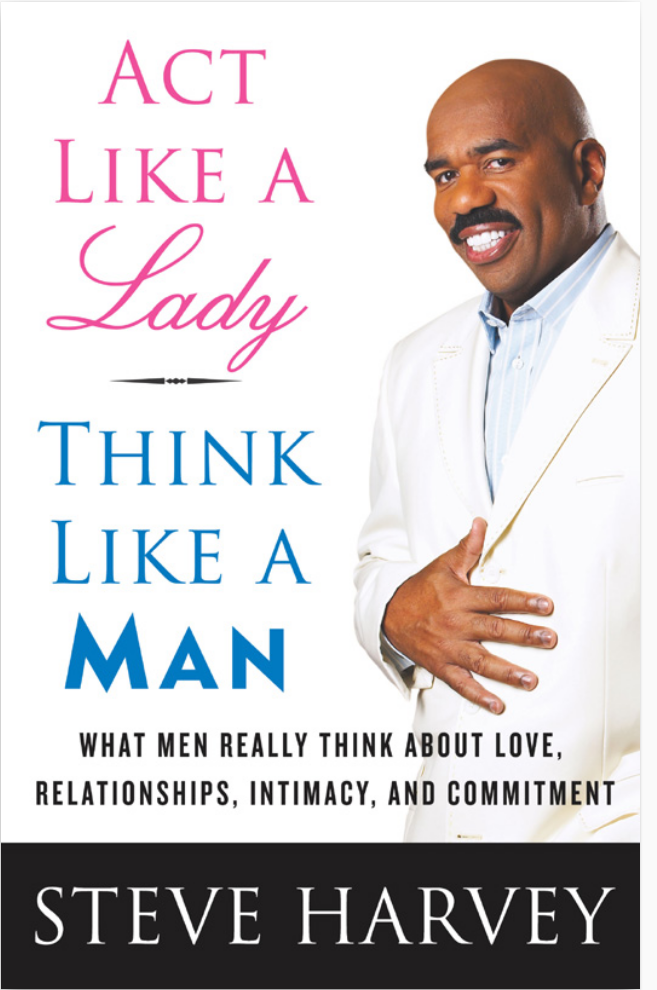 ACT
LIKE A
Lady
THINK
LIKE A
MAN
WHAT MEN REALLY THINK ABOUT LOVE,
RELATIONSHIPS, INTIMACY, AND COMMITMENT
STEVE HARVEY